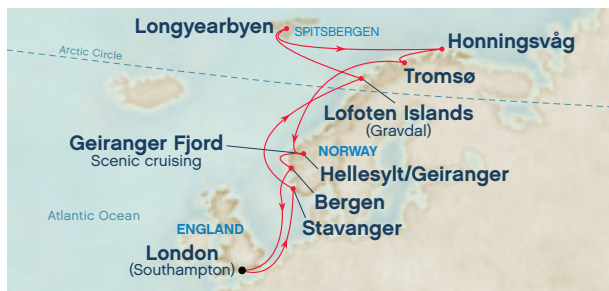 Longyearbyen
SPITSBERGEN
Honningsvåg
Arctic Circle
Tromsø
Lofoten Islands
(Gravdal)
Geiranger Fjord
Scenic cruising
NORWAY
Hellesylt/Geiranger
Bergen
Atlantic Ocean
ENGLAND
Stavanger
London
(Southampton)